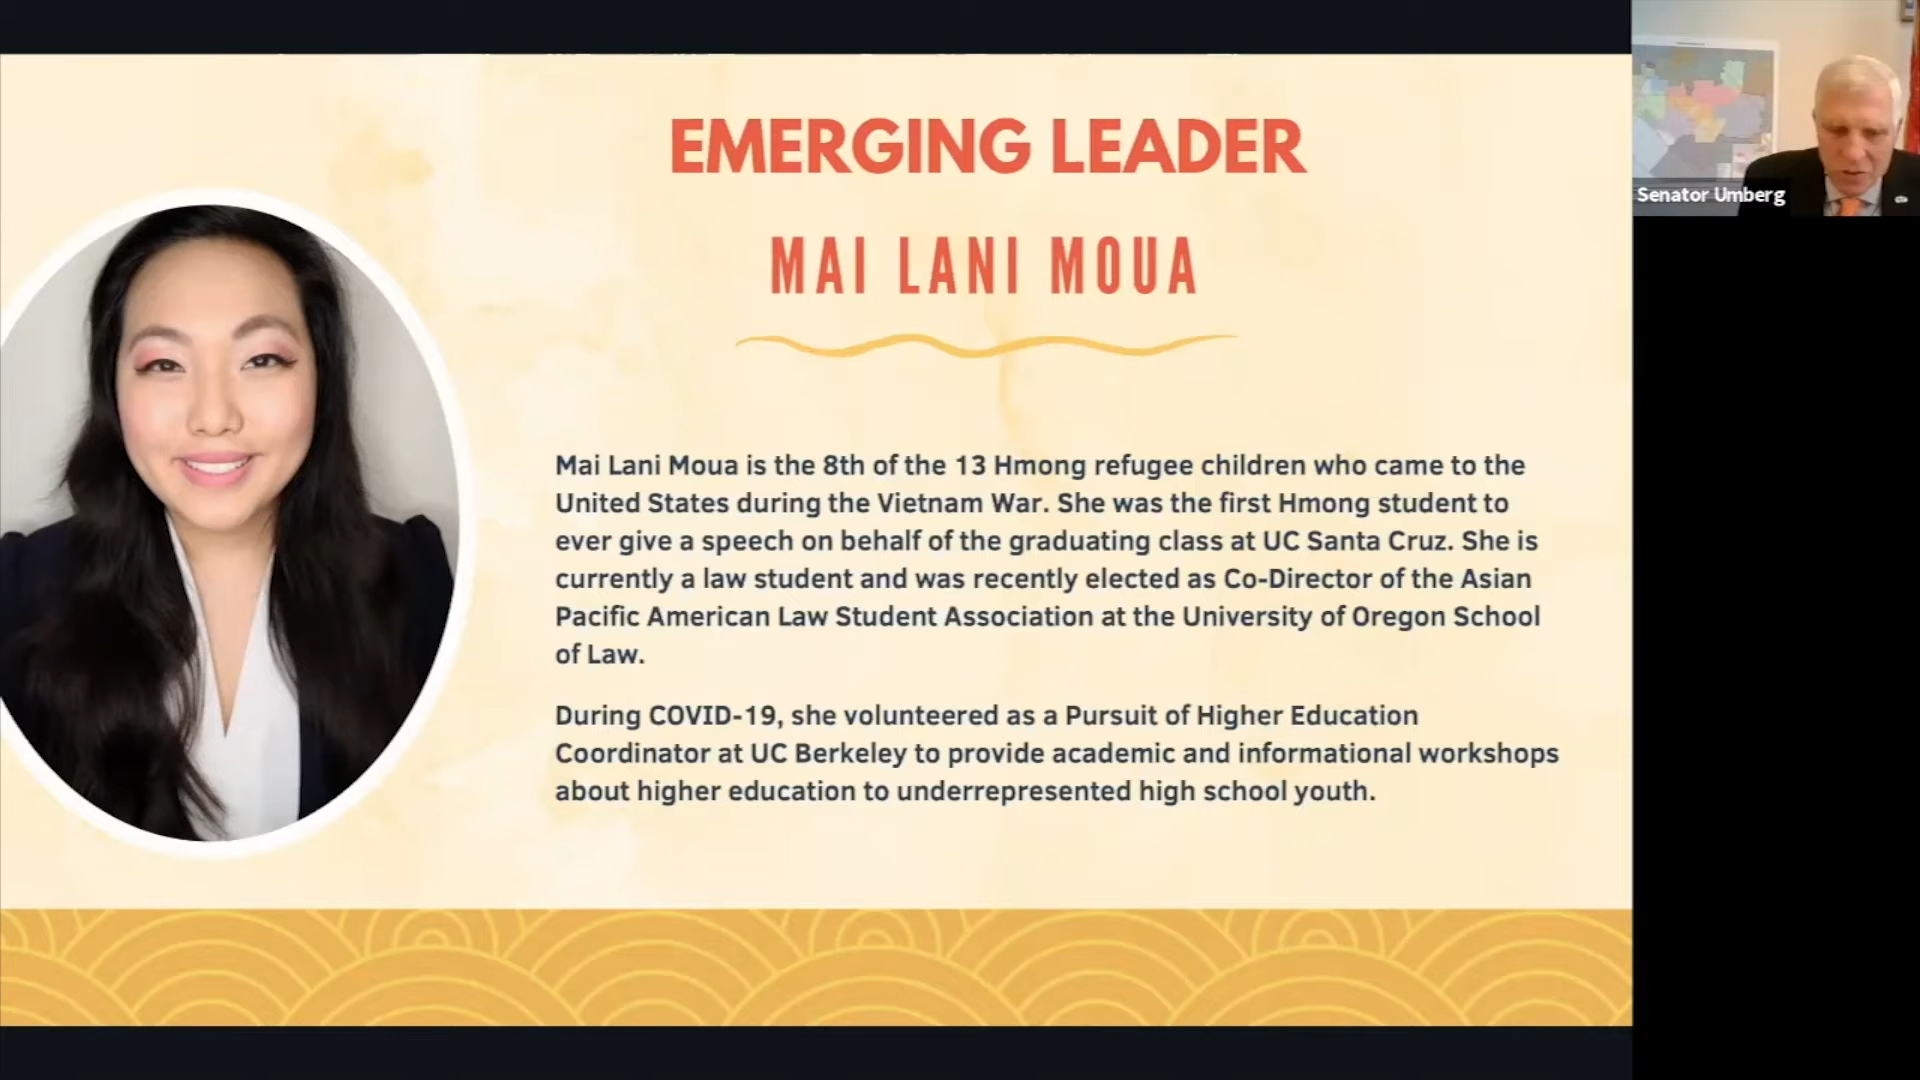 EMERGING LEADER
MAI LANI MOUA
Mai Lani Moua is the 8th of the 13 Hmong refugee children who came to the
United States during the Vietnam War. She was the first Hmong student to
ever give a speech on behalf of the graduating class at UC Santa Cruz. She is
currently a law student and was recently elected as Co-Director of the Asian
Pacific American Law Student Association at the University of Oregon School
of Law.
During COVID-19, she volunteered as a Pursuit of Higher Education
Coordinator at UC Berkeley to provide academic and informational workshops
about higher education to underrepresented high school youth.
Senator Umberg